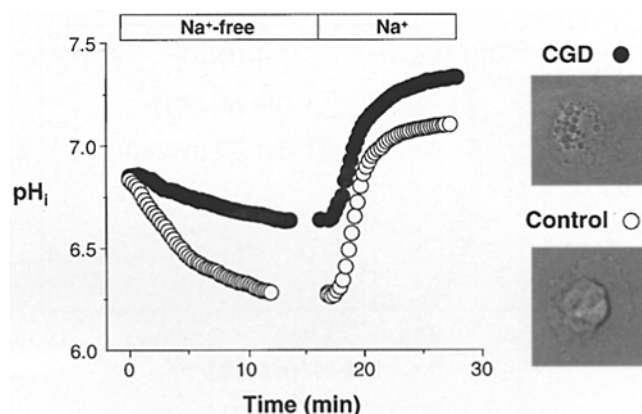 Na⁺-free Na⁺
7.5
7.0
pHᵢ
6.5
6.0
0 10 20 30
Time (min)
CGD
Control